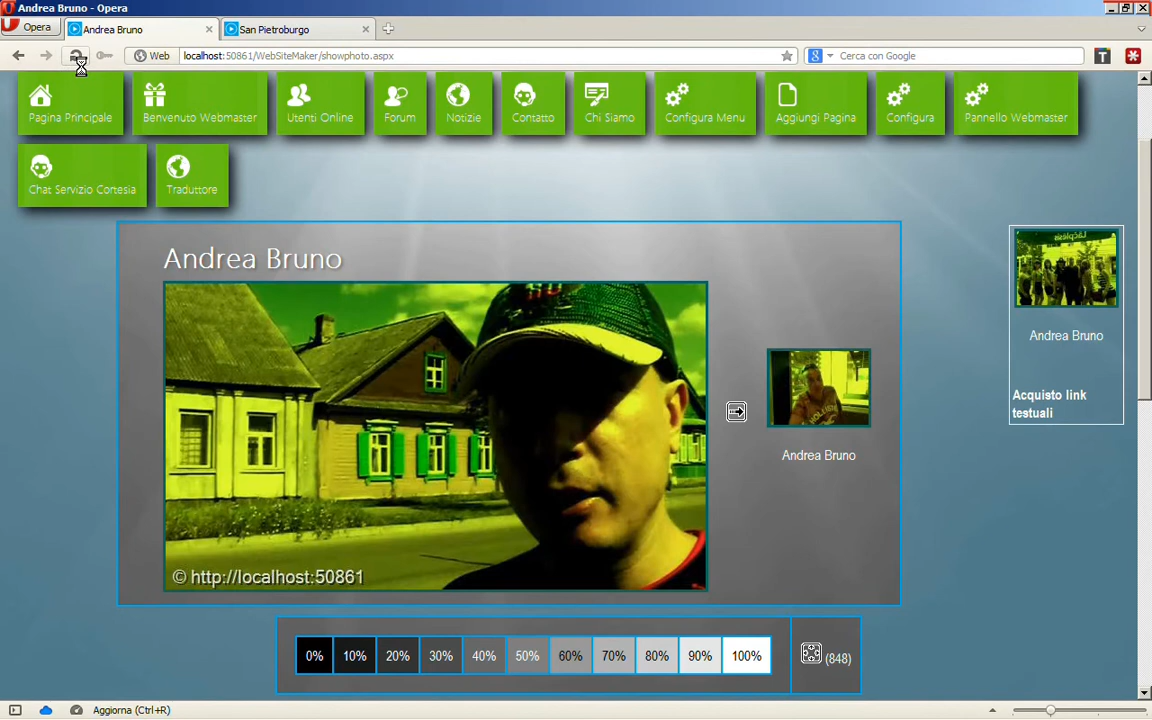 Andrea Bruno - Opera
Opera
Andrea Bruno
San Pietroburgo
Web
localhost:50861/WebSiteMaker/showphoto.aspx
Cerca con Google
T
Pagina Principale
Benvenuto Webmaster
Utenti Online
Forum
Notizie
Contatto
Chi Siamo
Configura Menu
Aggiungi Pagina
Configura
Pannello Webmaster
Chat Servizio Cortesia
Traduttore
Andrea Bruno
© http://localhost:50861
Andrea Bruno
Andrea Bruno
Acquisto link
testuali
0% 10% 20% 30% 40% 50% 60% 70% 80% 90% 100%
(848)
Aggiorna (Ctrl+R)